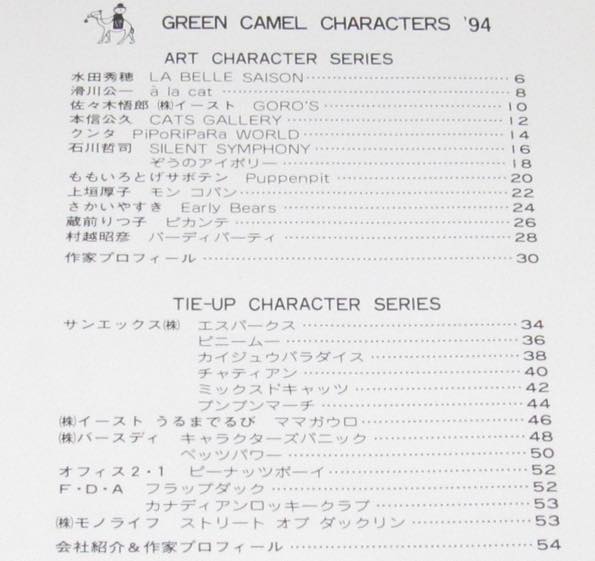 GREEN CAMEL CHARACTERS '94
ART CHARACTER SERIES
水田秀穂 LA BELLE SAISON 6
滑川公一 à la cat 8
佐々木悟郎 ㈱イースト GORO'S 10
本信公久 CATS GALLERY 12
クンタ PiPoRiPaRa WORLD 14
石川哲司 SILENT SYMPHONY 16
ぞうのアイボリー 18
ももいろとげサボテン Puppenpit 20
上垣厚子 モン コパン 22
さかいやすき Early Bears 24
蔵前りつ子 ピカンテ 26
村越昭彦 バーディパーティ 28
作家プロフィール 30
TIE-UP CHARACTER SERIES
サンエックス㈱ エスパークス 34
ピニームー 36
カイジュウパラダイス 38
チャティアン 40
ミックスドキャッツ 42
プンプンマーチ 44
㈱イースト うるまでるび ママガウロ 46
㈱バースディ キャラクターズパニック 48
ペッツパワー 50
オフィス2・1 ピーナッツボーイ 52
F・D・A フラップダック 52
カナディアンロッキークラブ 53
㈱モノライフ ストリート オブ ダックリン 53
会社紹介&作家プロフィール 54